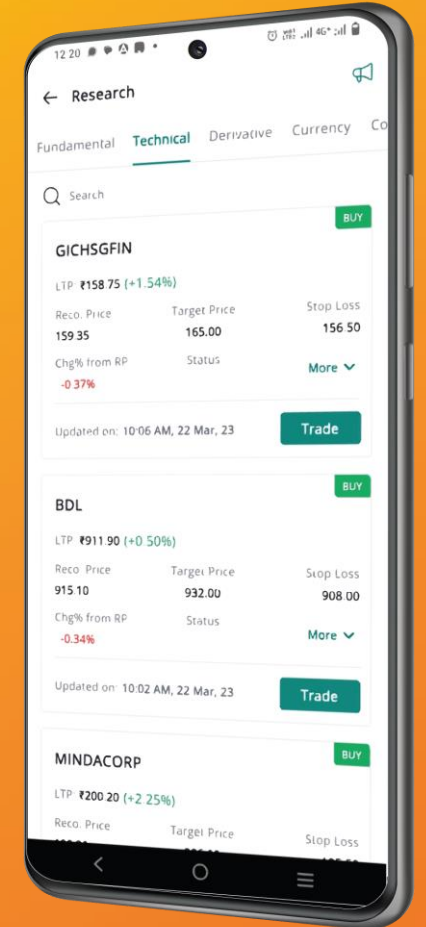 12:20
4G+
Research
Fundamental Technical Derivative Currency Co
Search
BUY
GICHSGFIN
LTP ₹158.75 (+1.54%)
Reco. Price Target Price Stop Loss
159.35 165.00 156.50
Chg% from RP Status
-0.37% More
Updated on: 10:06 AM, 22 Mar, 23 Trade
BUY
BDL
LTP ₹911.90 (+0.50%)
Reco. Price Target Price Stop Loss
915.10 932.00 908.00
Chg% from RP Status
-0.34% More
Updated on: 10:02 AM, 22 Mar, 23 Trade
BUY
MINDACORP
LTP ₹200.20 (+2.25%)
Reco. Price Target Price Stop Loss